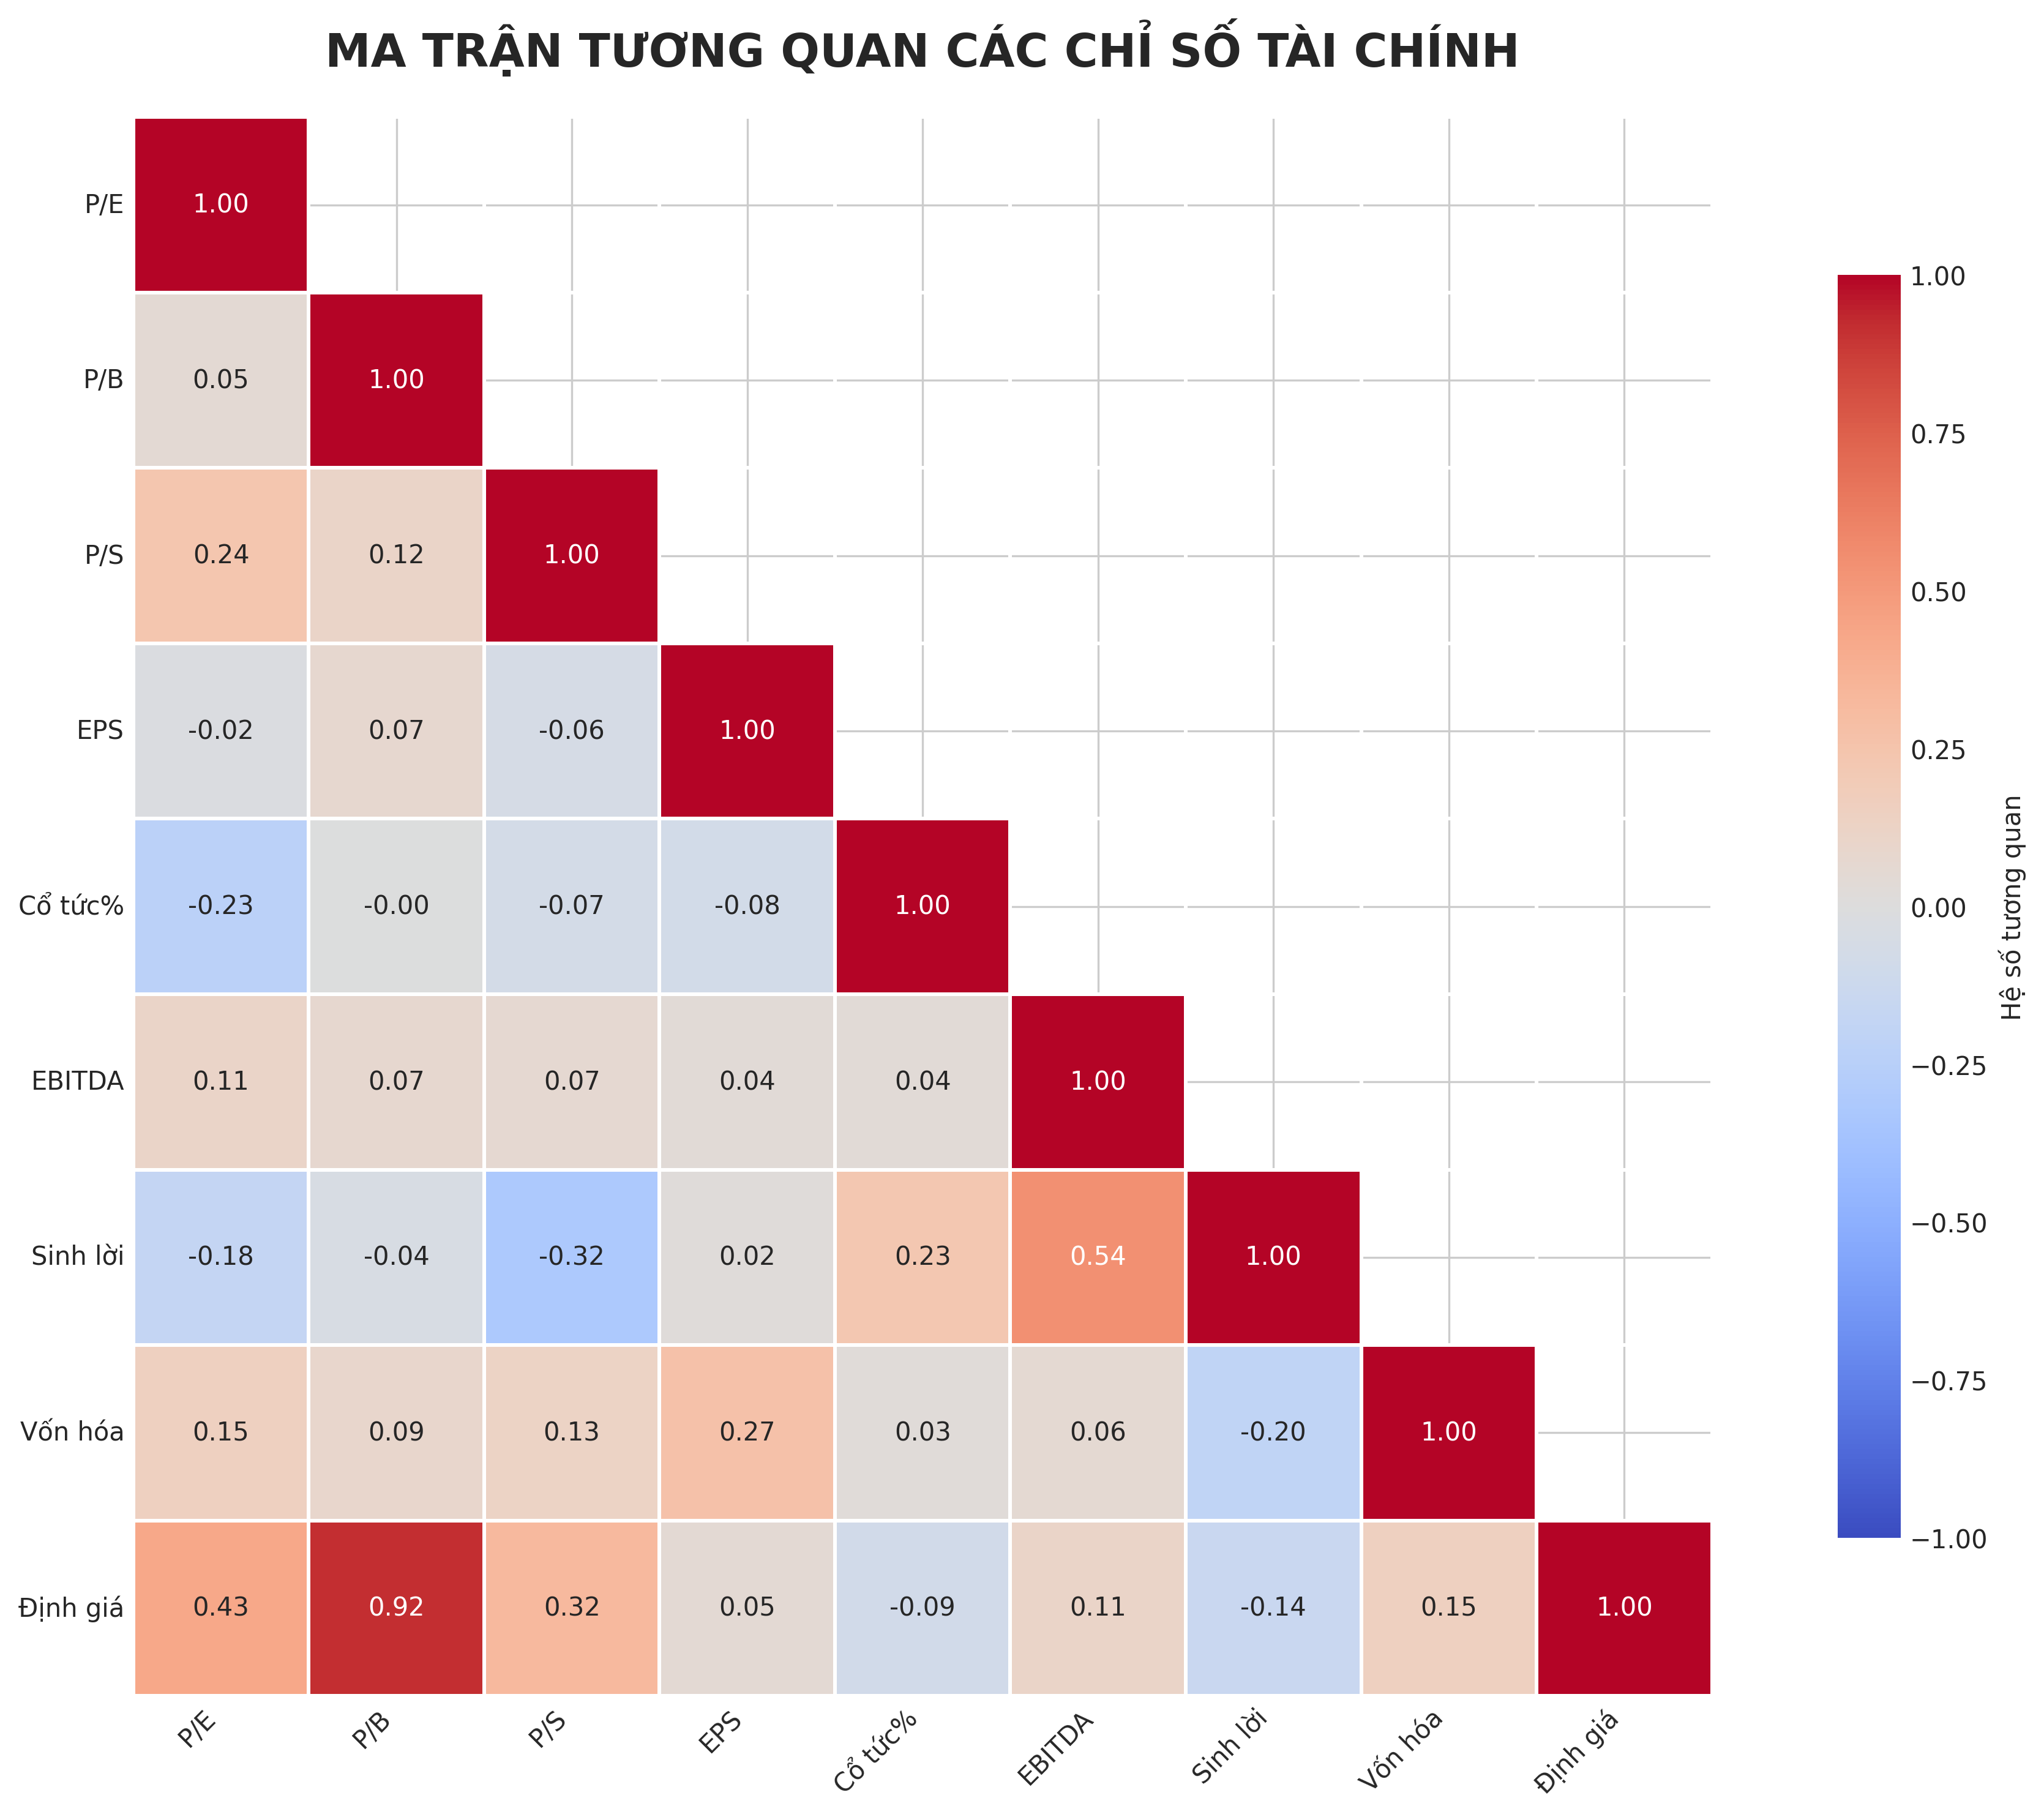 MA TRẬN TƯƠNG QUAN CÁC CHỈ SỐ TÀI CHÍNH
P/E 1.00
P/B 0.05 1.00
P/S 0.24 0.12 1.00
EPS -0.02 0.07 -0.06 1.00
Cổ tức% -0.23 -0.00 -0.07 -0.08 1.00
EBITDA 0.11 0.07 0.07 0.04 0.04 1.00
Sinh lời -0.18 -0.04 -0.32 0.02 0.23 0.54 1.00
Vốn hóa 0.15 0.09 0.13 0.27 0.03 0.06 -0.20 1.00
Định giá 0.43 0.92 0.32 0.05 -0.09 0.11 -0.14 0.15 1.00
P/E P/B P/S EPS Cổ tức% EBITDA Sinh lời Vốn hóa Định giá
1.00
0.75
0.50
0.25
0.00
−0.25
−0.50
−0.75
−1.00
Hệ số tương quan